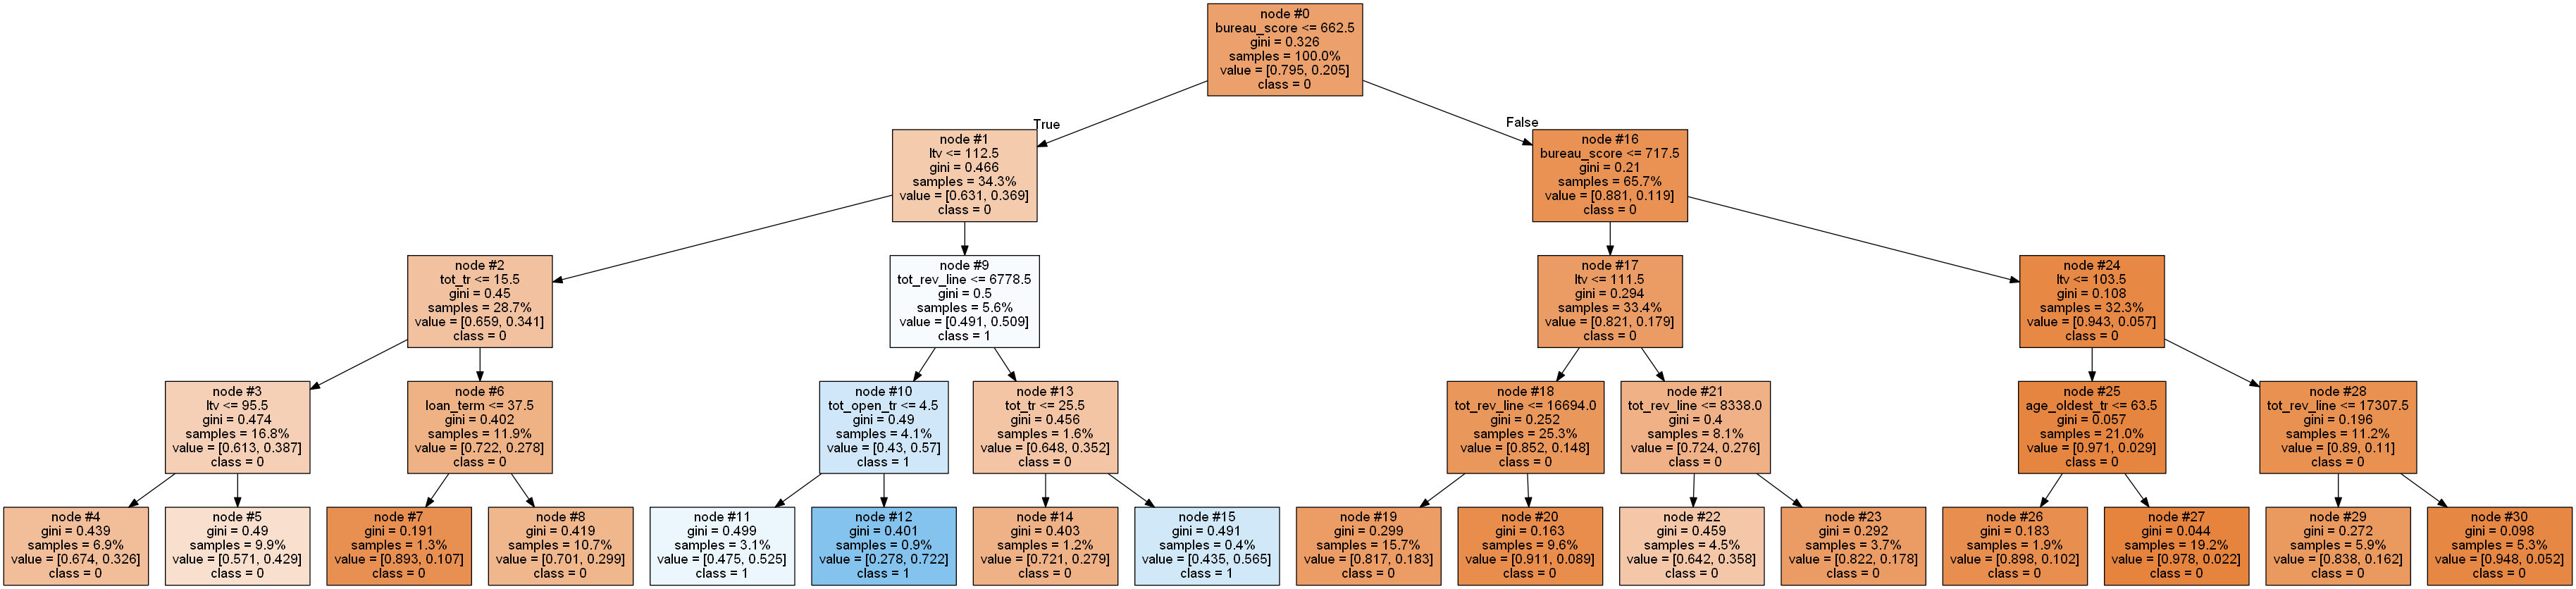 node #0
bureau_score <= 662.5
gini = 0.326
samples = 100.0%
value = [0.795, 0.205]
class = 0
True
False
node #1
ltv <= 112.5
gini = 0.466
samples = 34.3%
value = [0.631, 0.369]
class = 0
node #16
bureau_score <= 717.5
gini = 0.21
samples = 65.7%
value = [0.881, 0.119]
class = 0
node #2
tot_tr <= 15.5
gini = 0.45
samples = 28.7%
value = [0.659, 0.341]
class = 0
node #9
tot_rev_line <= 6778.5
gini = 0.5
samples = 5.6%
value = [0.491, 0.509]
class = 1
node #17
ltv <= 111.5
gini = 0.294
samples = 33.4%
value = [0.821, 0.179]
class = 0
node #24
ltv <= 103.5
gini = 0.108
samples = 32.3%
value = [0.943, 0.057]
class = 0
node #3
ltv <= 95.5
gini = 0.474
samples = 16.8%
value = [0.613, 0.387]
class = 0
node #6
loan_term <= 37.5
gini = 0.402
samples = 11.9%
value = [0.722, 0.278]
class = 0
node #10
tot_open_tr <= 4.5
gini = 0.49
samples = 4.1%
value = [0.43, 0.57]
class = 1
node #13
tot_tr <= 25.5
gini = 0.456
samples = 1.6%
value = [0.648, 0.352]
class = 0
node #18
tot_rev_line <= 16694.0
gini = 0.252
samples = 25.3%
value = [0.852, 0.148]
class = 0
node #21
tot_rev_line <= 8338.0
gini = 0.4
samples = 8.1%
value = [0.724, 0.276]
class = 0
node #25
age_oldest_tr <= 63.5
gini = 0.057
samples = 21.0%
value = [0.971, 0.029]
class = 0
node #28
tot_rev_line <= 17307.5
gini = 0.196
samples = 11.2%
value = [0.89, 0.11]
class = 0
node #4
gini = 0.439
samples = 6.9%
value = [0.674, 0.326]
class = 0
node #5
gini = 0.49
samples = 9.9%
value = [0.571, 0.429]
class = 0
node #7
gini = 0.191
samples = 1.3%
value = [0.893, 0.107]
class = 0
node #8
gini = 0.419
samples = 10.7%
value = [0.701, 0.299]
class = 0
node #11
gini = 0.499
samples = 3.1%
value = [0.475, 0.525]
class = 1
node #12
gini = 0.401
samples = 0.9%
value = [0.278, 0.722]
class = 1
node #14
gini = 0.403
samples = 1.2%
value = [0.721, 0.279]
class = 0
node #15
gini = 0.491
samples = 0.4%
value = [0.435, 0.565]
class = 1
node #19
gini = 0.299
samples = 15.7%
value = [0.817, 0.183]
class = 0
node #20
gini = 0.163
samples = 9.6%
value = [0.911, 0.089]
class = 0
node #22
gini = 0.459
samples = 4.5%
value = [0.642, 0.358]
class = 0
node #23
gini = 0.292
samples = 3.7%
value = [0.822, 0.178]
class = 0
node #26
gini = 0.183
samples = 1.9%
value = [0.898, 0.102]
class = 0
node #27
gini = 0.044
samples = 19.2%
value = [0.978, 0.022]
class = 0
node #29
gini = 0.272
samples = 5.9%
value = [0.838, 0.162]
class = 0
node #30
gini = 0.098
samples = 5.3%
value = [0.948, 0.052]
class = 0